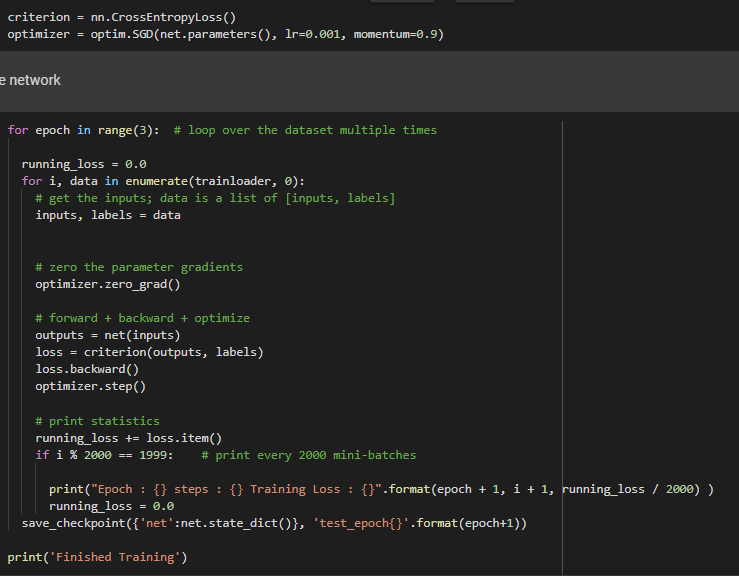 criterion = nn.CrossEntropyLoss()
optimizer = optim.SGD(net.parameters(), lr=0.001, momentum=0.9)
e network
for epoch in range(3):  # loop over the dataset multiple times
  running_loss = 0.0
  for i, data in enumerate(trainloader, 0):
    # get the inputs; data is a list of [inputs, labels]
    inputs, labels = data
    # zero the parameter gradients
    optimizer.zero_grad()
    # forward + backward + optimize
    outputs = net(inputs)
    loss = criterion(outputs, labels)
    loss.backward()
    optimizer.step()
    # print statistics
    running_loss += loss.item()
    if i % 2000 == 1999:    # print every 2000 mini-batches
      print("Epoch : {} steps : {} Training Loss : {}".format(epoch + 1, i + 1, running_loss / 2000) )
      running_loss = 0.0
  save_checkpoint({'net':net.state_dict()}, 'test_epoch{}'.format(epoch+1))
print('Finished Training')